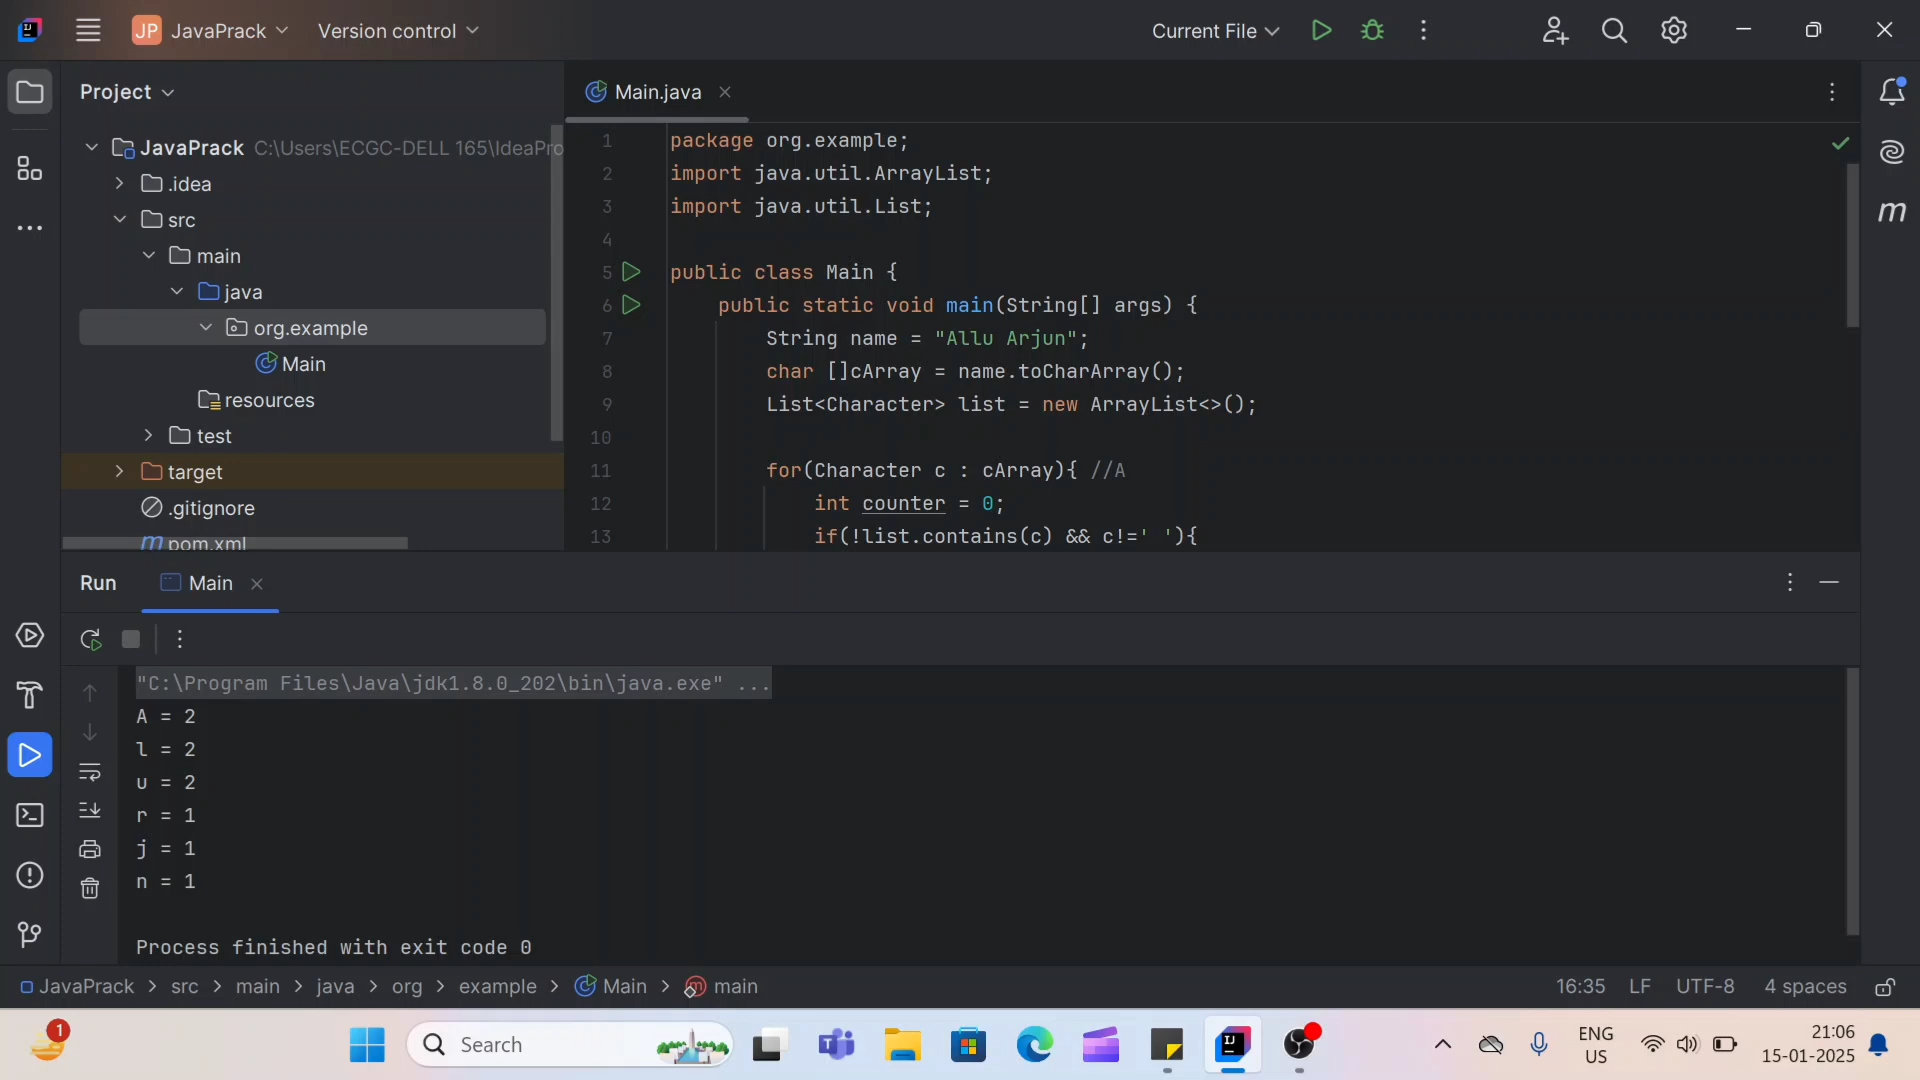 JP JavaPrack Version control Current File
Project
Main.java
JavaPrack C:\Users\ECGC-DELL 165\IdeaPro
.idea
src
main
java
org.example
Main
resources
test
target
.gitignore
pom.xml
1 package org.example;
2 import java.util.ArrayList;
3 import java.util.List;
4
5 public class Main {
6 public static void main(String[] args) {
7 String name = "Allu Arjun";
8 char []cArray = name.toCharArray();
9 List<Character> list = new ArrayList<>();
10
11 for(Character c : cArray){ //A
12 int counter = 0;
13 if(!list.contains(c) && c!=' '){
m
Run Main
"C:\Program Files\Java\jdk1.8.0_202\bin\java.exe" ...
A = 2
l = 2
u = 2
r = 1
j = 1
n = 1
Process finished with exit code 0
JavaPrack > src > main > java > org > example > Main > main 16:35 LF UTF-8 4 spaces
1
Search
ENG
US
21:06
15-01-2025